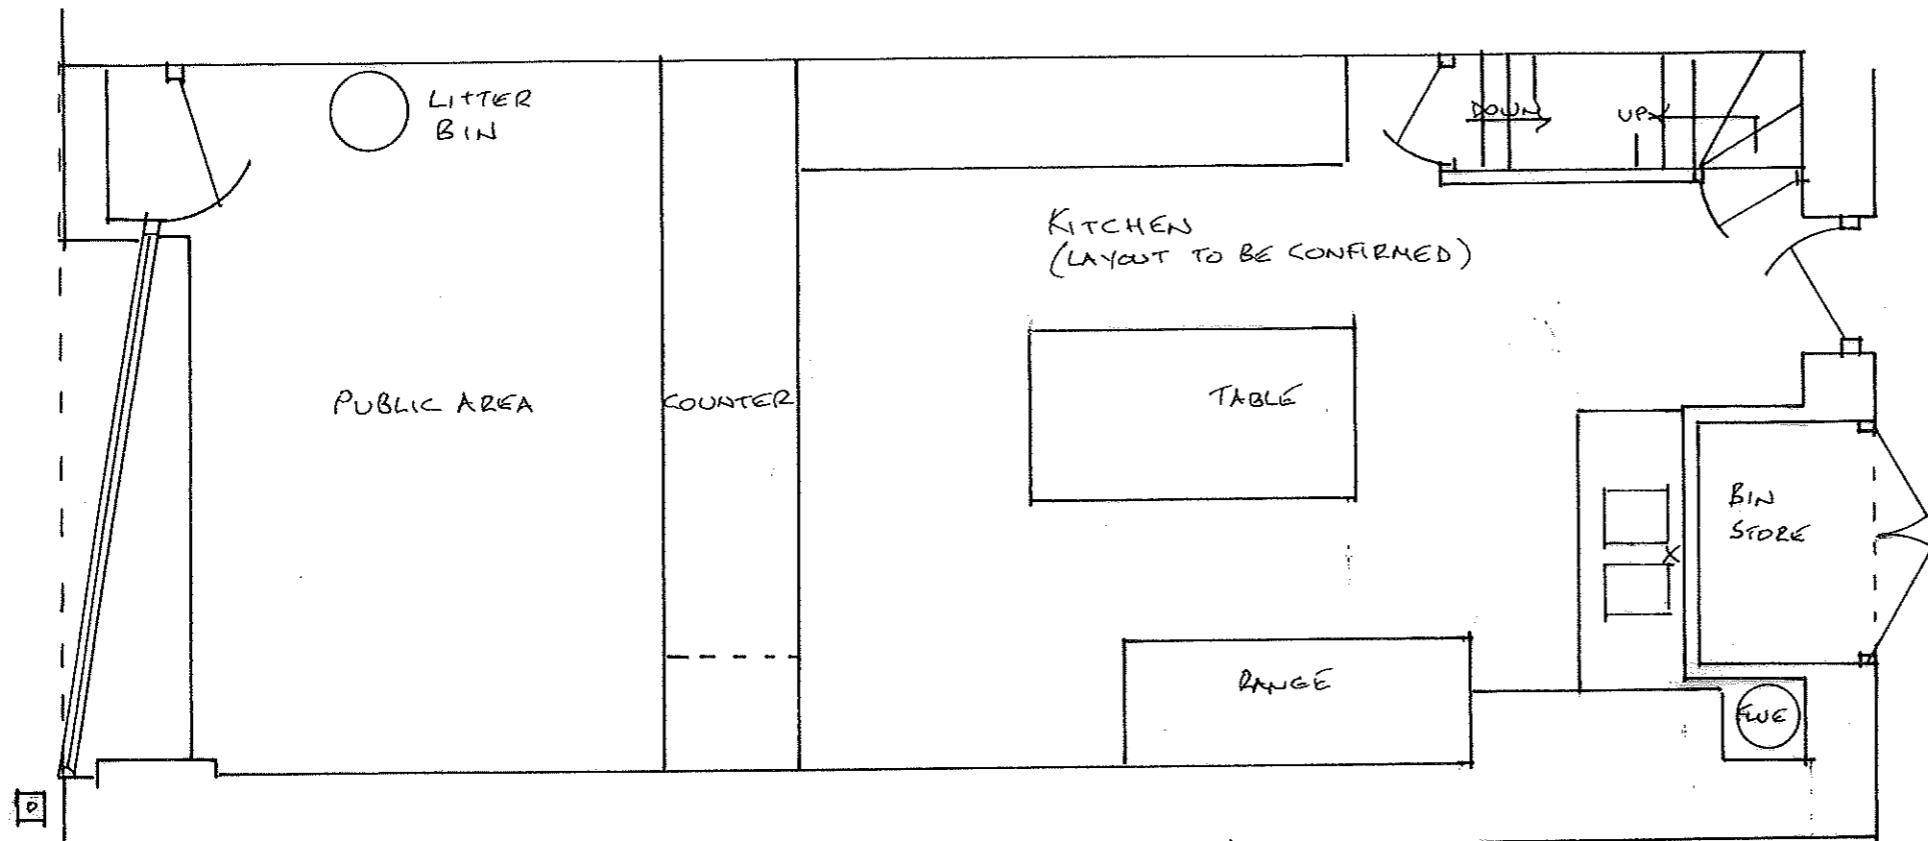 LITTER
BIN
DOWN
UP
KITCHEN
(LAYOUT TO BE CONFIRMED)
PUBLIC AREA
COUNTER
TABLE
BIN
STORE
RANGE
FLUE